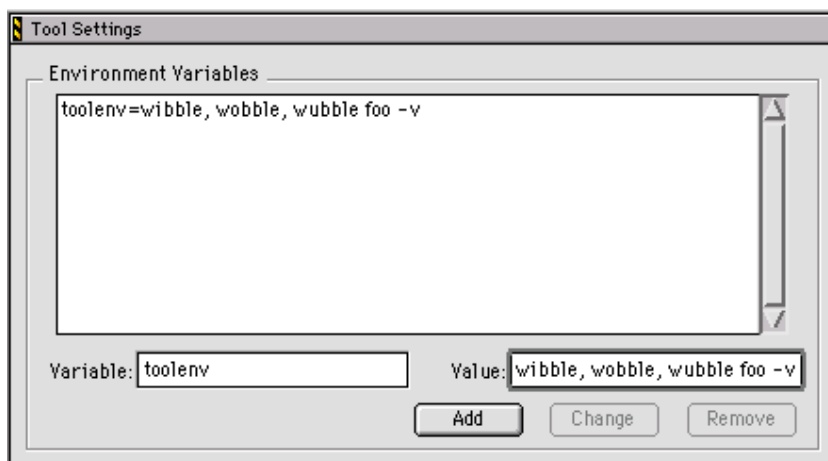 Tool Settings
Environment Variables
toolenv=wibble, wobble, wubble foo -v
Variable: toolenv Value: wibble, wobble, wubble foo -v
Add Change Remove